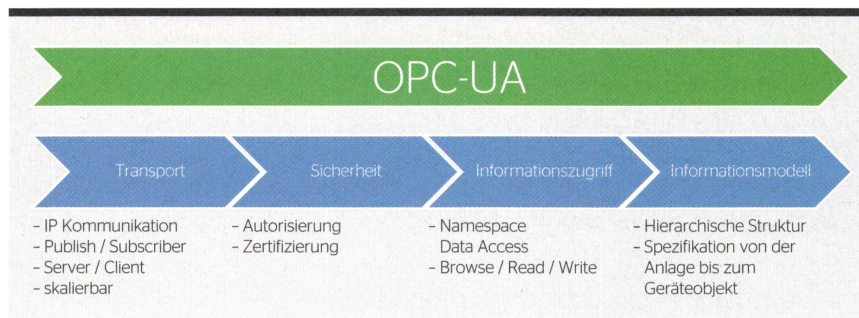 OPC-UA
Transport
Sicherheit
Informationszugriff
Informationsmodell
- IP Kommunikation
- Publish / Subscriber
- Server / Client
- skalierbar
- Autorisierung
- Zertifizierung
- Namespace
Data Access
- Browse / Read / Write
- Hierarchische Struktur
- Spezifikation von der
Anlage bis zum
Geräteobjekt